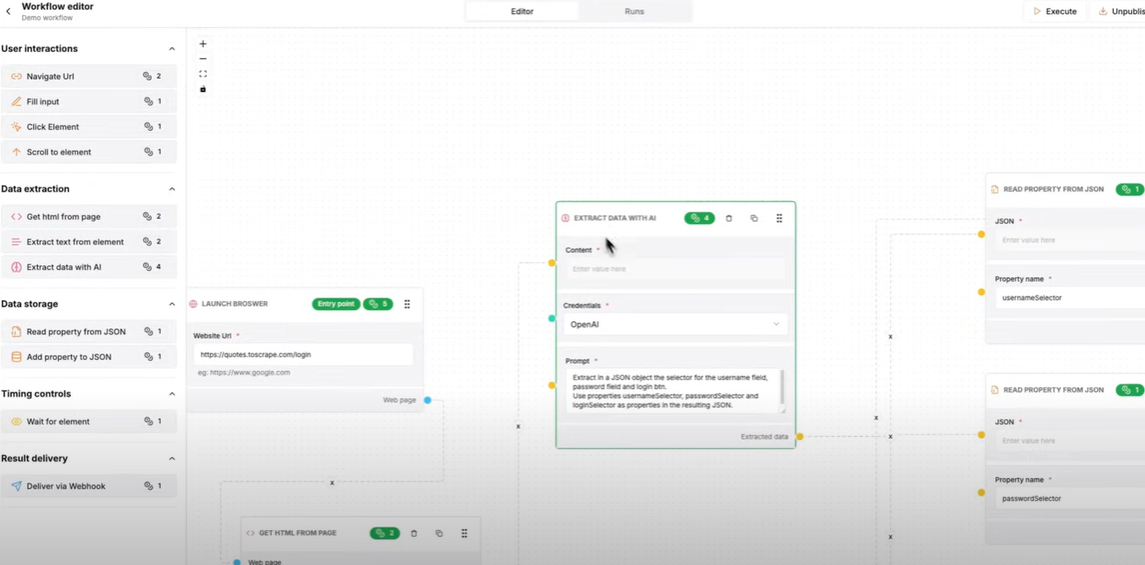 Workflow editor
Demo workflow
Editor
Runs
Execute
Unpublis
User interactions
Navigate Url 2
Fill input 1
Click Element 1
Scroll to element 1
Data extraction
Get html from page 2
Extract text from element 2
Extract data with AI 4
Data storage
Read property from JSON 1
Add property to JSON 1
Timing controls
Wait for element 1
Result delivery
Deliver via Webhook 1
LAUNCH BROSWER Entry point 5
Website Url *
https://quotes.toscrape.com/login
eg: https://www.google.com
Web page
x
GET HTML FROM PAGE 2
Web page
x
EXTRACT DATA WITH AI 4
Content *
Enter value here
Credentials *
OpenAI
Prompt *
Extract in a JSON object the selector for the username field,
password field and login btn.
Use properties usernameSelector, passwordSelector and
loginSelector as properties in the resulting JSON.
Extracted data
x
x
x
x
READ PROPERTY FROM JSON 1
JSON *
Enter value here
Property name *
usernameSelector
READ PROPERTY FROM JSON 1
JSON *
Enter value here
Property name *
passwordSelector